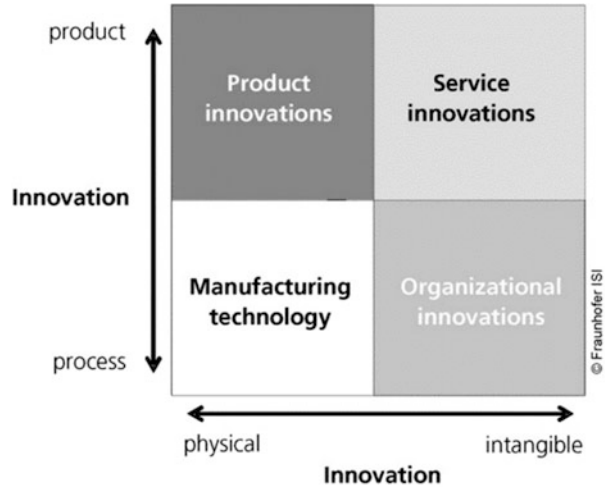 product
Product
innovations
Service
innovations
Innovation
Manufacturing
technology
Organizational
innovations
process
© Fraunhofer ISI
physical
intangible
Innovation